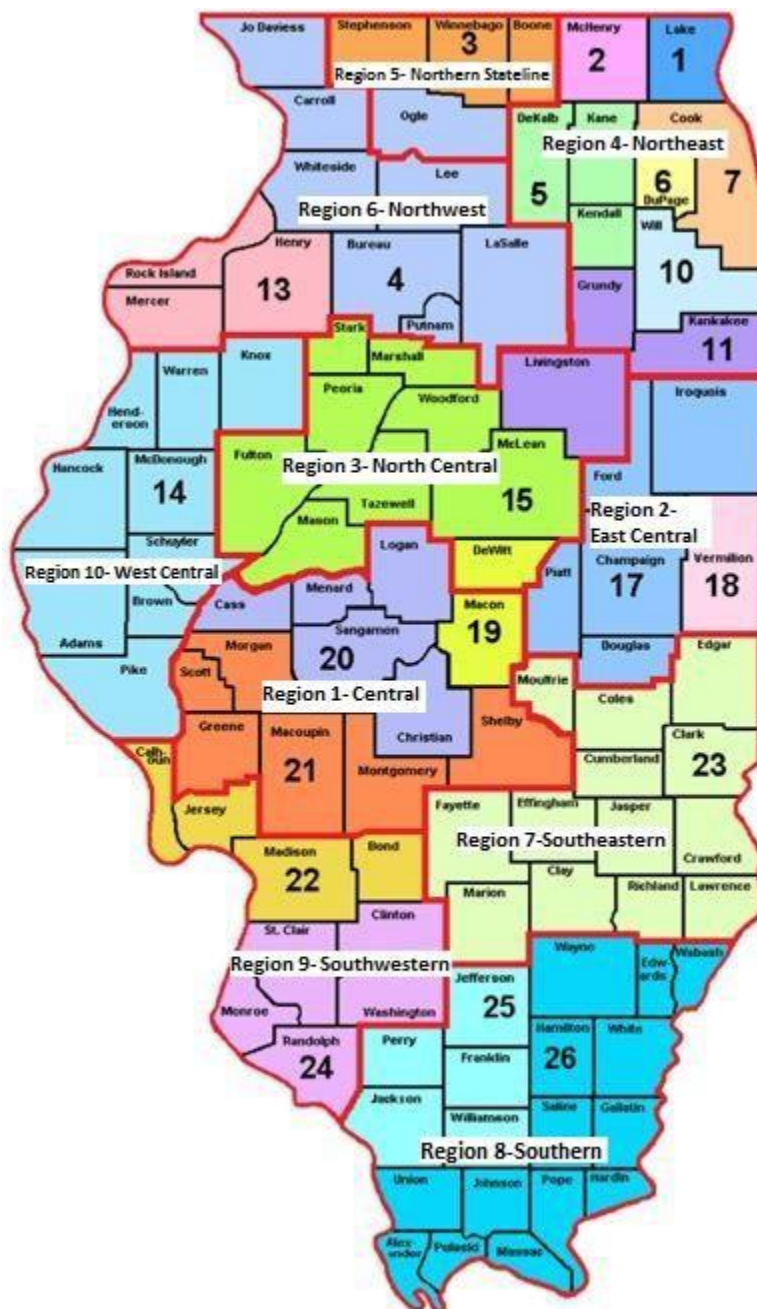 Jo Daviess
Stephenson
Winnebago
Boone
McHenry
Lake
3
2
1
Region 5- Northern Stateline
Carroll
Ogle
DeKalb
Kane
Cook
Region 4- Northeast
Whiteside
Lee
5
6
7
DuPage
Region 6- Northwest
Kendall
Will
Henry
Bureau
LaSalle
10
Rock Island
13
4
Grundy
Mercer
Putnam
Kankakee
Stark
11
Marshall
Knox
Livingston
Warren
Peoria
Woodford
Iroquois
Hend-
erson
McLean
Hancock
McDonough
Fulton
Region 3- North Central
Ford
14
Tazewell
15
Region 2-
East Central
Mason
Schuyler
Logan
DeWitt
Champaign
Vermilion
Region 10- West Central
Piatt
17
18
Menard
Brown
Cass
Macon
Sangamon
19
Adams
Morgan
20
Douglas
Edgar
Pike
Scott
Moultrie
Region 1- Central
Coles
Greene
Macoupin
Shelby
Christian
Clark
Cal-
houn
21
Montgomery
Cumberland
23
Jersey
Fayette
Effingham
Jasper
Region 7-Southeastern
Madison
Bond
Crawford
22
Clay
Marion
Richland
Lawrence
Clinton
St. Clair
Wayne
Wabash
Region 9- Southwestern
Edw-
ards
Jefferson
25
Monroe
Washington
Randolph
Hamilton
White
24
Perry
26
Franklin
Jackson
Saline
Gallatin
Williamson
Region 8-Southern
Union
Johnson
Pope
Hardin
Alex-
ander
Pulaski
Massac